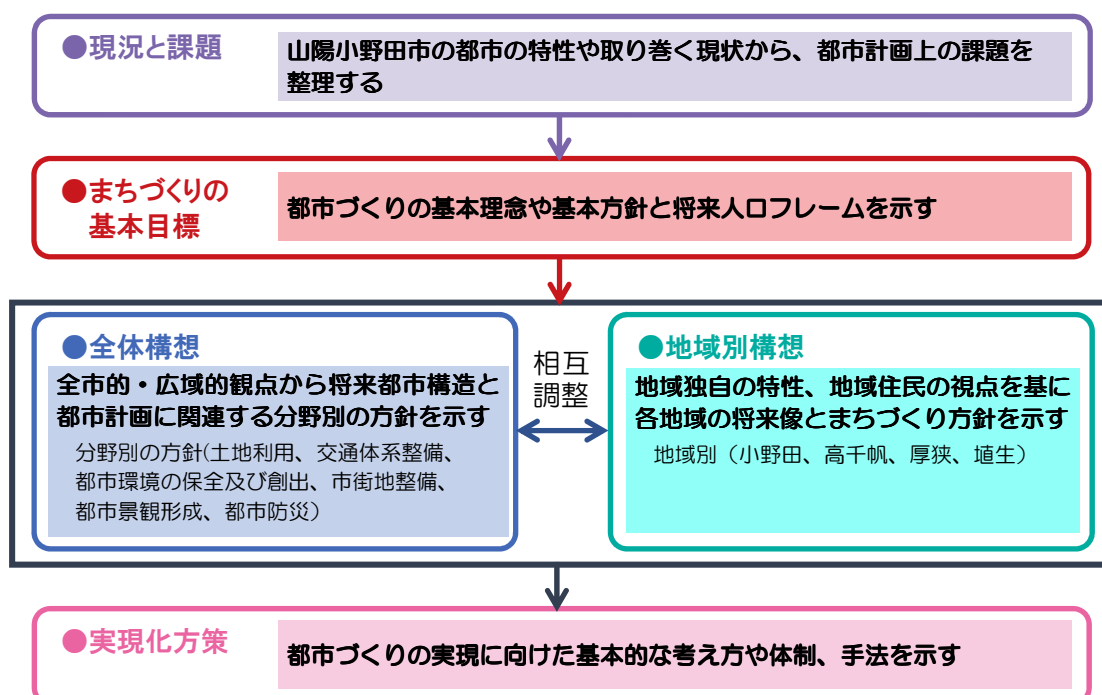 ●現況と課題
山陽小野田市の都市の特性や取り巻く現状から、都市計画上の課題を
整理する
●まちづくりの
基本目標
都市づくりの基本理念や基本方針と将来人口フレームを示す
●全体構想
全市的・広域的観点から将来都市構造と
都市計画に関連する分野別の方針を示す
分野別の方針(土地利用、交通体系整備、
都市環境の保全及び創出、市街地整備、
都市景観形成、都市防災）
相互
調整
●地域別構想
地域独自の特性、地域住民の視点を基に
各地域の将来像とまちづくり方針を示す
地域別（小野田、高千帆、厚狭、埴生）
●実現化方策
都市づくりの実現に向けた基本的な考え方や体制、手法を示す